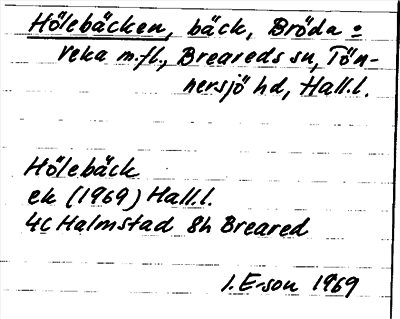 Hölebäcken, bäck, Bröda =
reka m.fl., Breareds sn, Tön-
nersjö hd, Hall.l.
Hölebäck
ek (1969) Hall.l.
4C Halmstad 8h Breared
I. E-son 1969